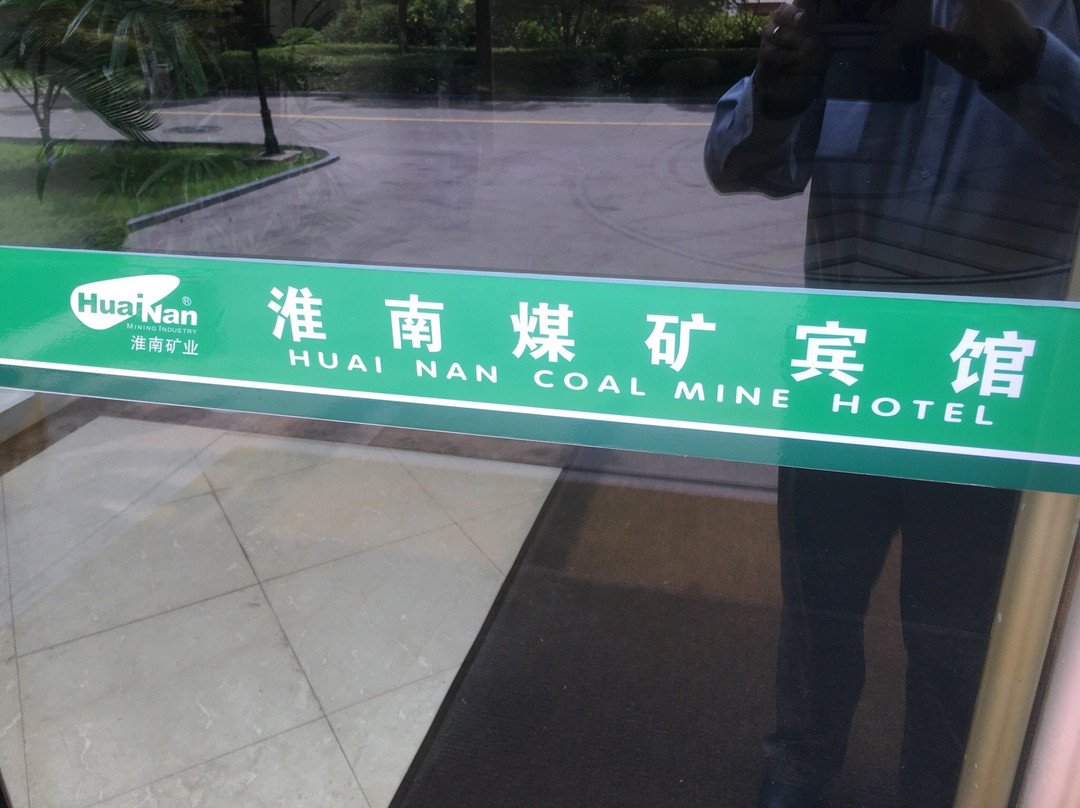 HuaiNan®
MINING INDUSTRY
淮南矿业
淮南煤矿宾馆
HUAI NAN COAL MINE HOTEL